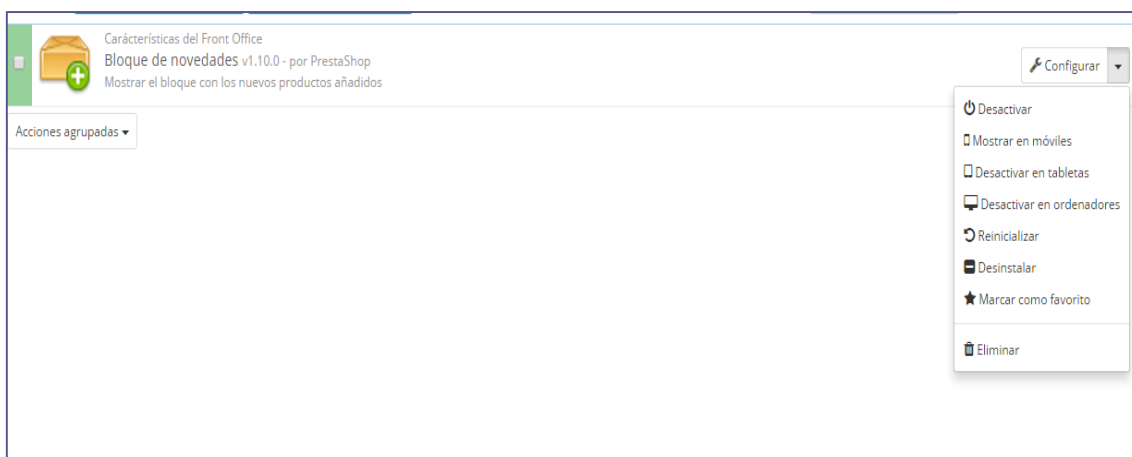 Carácterísticas del Front Office
Bloque de novedades v1.10.0 - por PrestaShop
Mostrar el bloque con los nuevos productos añadidos
Configurar
Acciones agrupadas
Desactivar
Mostrar en móviles
Desactivar en tabletas
Desactivar en ordenadores
Reinicializar
Desinstalar
Marcar como favorito
Eliminar